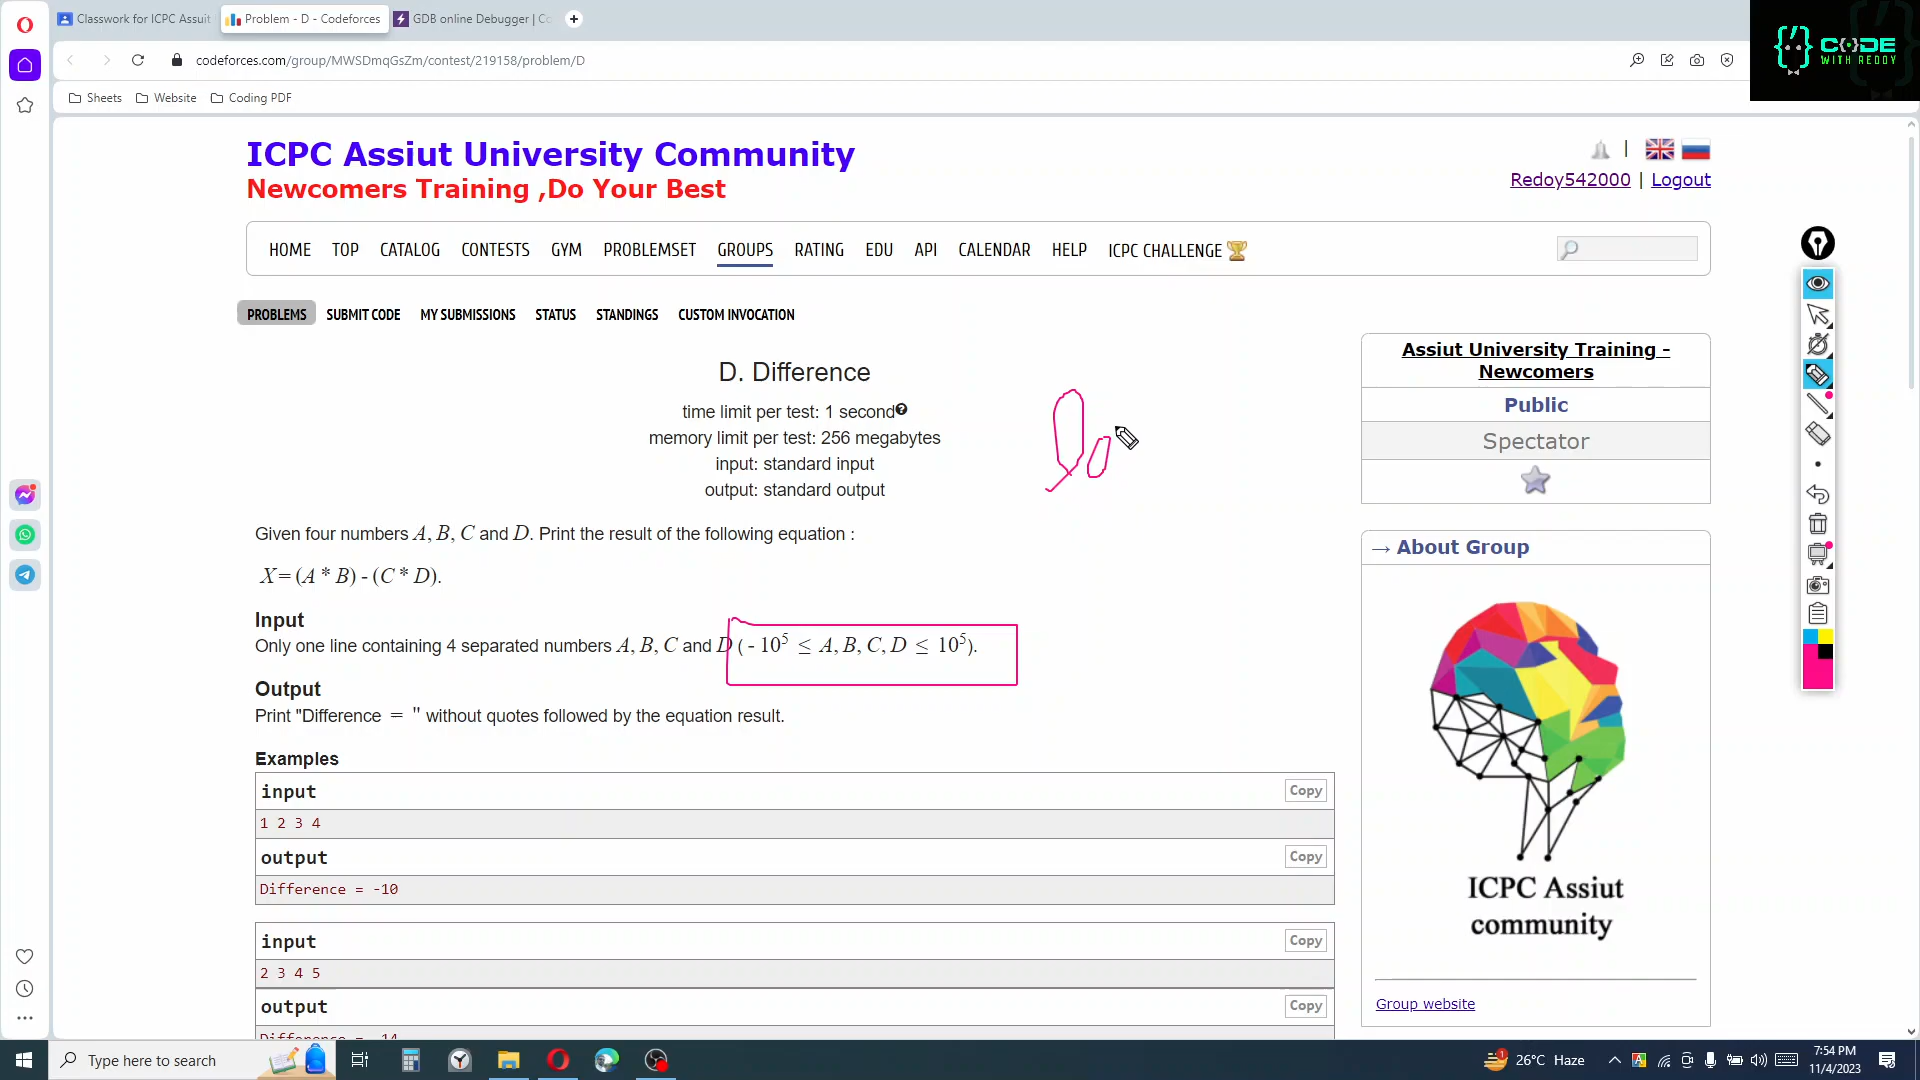 Classwork for ICPC Assuit
Problem - D - Codeforces
GDB online Debugger | Co
codeforces.com/group/MWSDmqGsZm/contest/219158/problem/D
Sheets
Website
Coding PDF
CODE
WITH REDDY
ICPC Assiut University Community
Newcomers Training ,Do Your Best
Redoy542000 | Logout
HOME TOP CATALOG CONTESTS GYM PROBLEMSET GROUPS RATING EDU API CALENDAR HELP ICPC CHALLENGE
PROBLEMS SUBMIT CODE MY SUBMISSIONS STATUS STANDINGS CUSTOM INVOCATION
D. Difference
time limit per test: 1 second
memory limit per test: 256 megabytes
input: standard input
output: standard output
Given four numbers A, B, C and D. Print the result of the following equation :
X = (A * B) - (C * D).
Input
Only one line containing 4 separated numbers A, B, C and D ( - 10⁵ ≤ A, B, C, D ≤ 10⁵).
Output
Print "Difference = " without quotes followed by the equation result.
Examples
input
Copy
1 2 3 4
output
Copy
Difference = -10
input
Copy
2 3 4 5
output
Copy
Difference = -14
Assiut University Training -
Newcomers
Public
Spectator
→ About Group
ICPC Assiut
community
Group website
Type here to search
26°C Haze
7:54 PM
11/4/2023